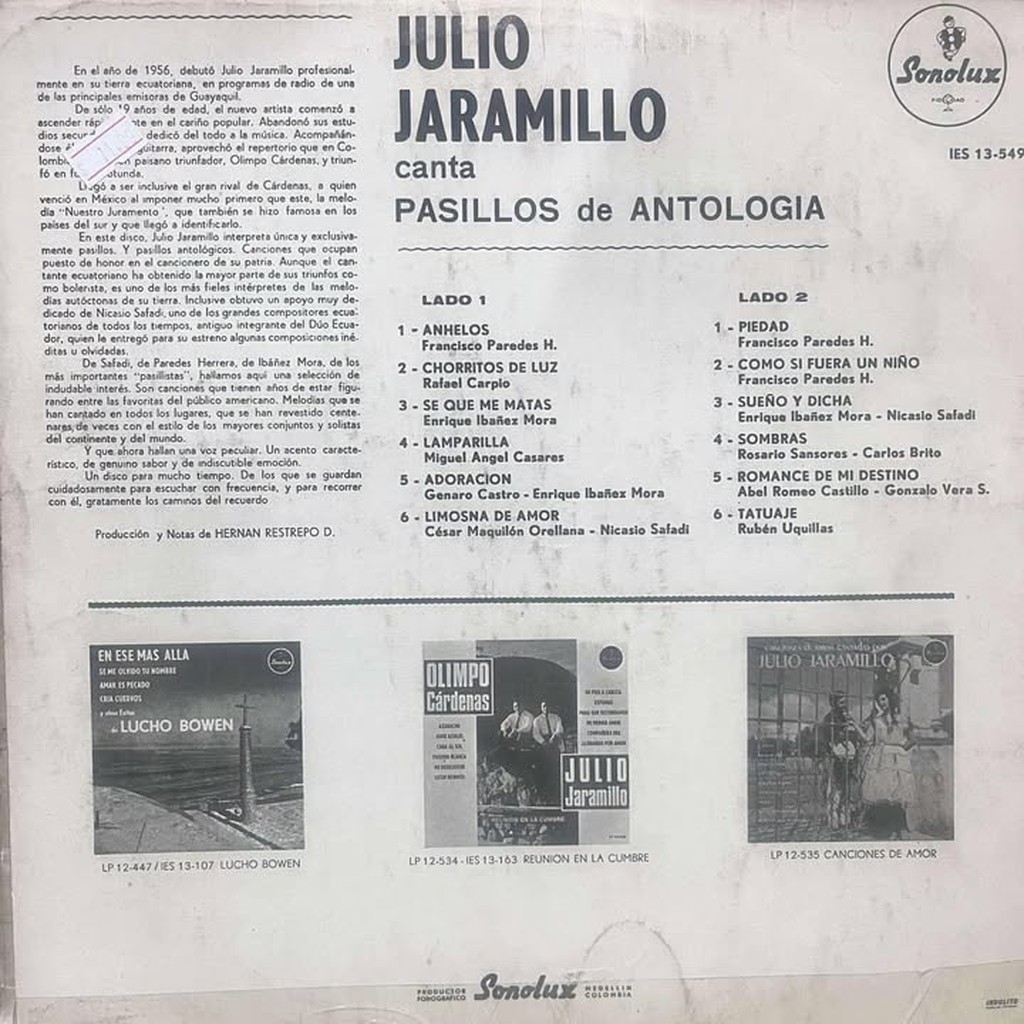 JULIO
JARAMILLO
canta
PASILLOS de ANTOLOGIA
Sonolux
IES 13-549
En el año de 1956, debutó Julio Jaramillo profesional-
mente en su tierra ecuatoriana, en programas de radio de una
de las principales emisoras de Guayaquil.
De sólo 19 años de edad, el nuevo artista comenzó a
ascender en el cariño popular. Abandonó sus estu-
dios dedicó del todo a la música. Acompañán-
dose guitarra, aprovechó el repertorio que en Co-
paisano triunfador, Olimpo Cárdenas, y triun-
fó en
Llegó a ser inclusive el gran rival de Cárdenas, a quien
venció en México al imponer mucho primero que este, la melo-
día "Nuestro Juramento", que también se hizo famosa en los
países del sur y que llegó a identificarlo.
En este disco, Julio Jaramillo interpreta única y exclusiva-
mente pasillos. Y pasillos antológicos. Canciones que ocupan
puesto de honor en el cancionero de su patria. Aunque el can-
tante ecuatoriano ha obtenido la mayor parte de sus triunfos co-
mo bolerista, es uno de los más fieles intérpretes de las melo-
días autóctonas de su tierra. Inclusive obtuvo un apoyo muy de-
dicado de Nicasio Safadi, uno de los grandes compositores ecua-
torianos de todos los tiempos, antiguo integrante del Dúo Ecua-
dor, quien le entregó para su estreno algunas composiciones iné-
ditas u olvidadas.
De Safadi, de Paredes Herrera, de Ibáñez Mora, de los
más importantes "pasillistas", hallamos aquí una selección de
indudable interés. Son canciones que tienen años de estar figu-
rando entre las favoritas del público americano. Melodías que se
han cantado en todos los lugares, que se han revestido cente-
nares de veces con el estilo de los mayores conjuntos y solistas
del continente y del mundo.
Y que ahora hallan una voz peculiar. Un acento caracte-
rístico, de genuino sabor y de indiscutible emoción.
Un disco para mucho tiempo. De los que se guardan
cuidadosamente para escuchar con frecuencia, y para recorrer
con él, gratamente los caminos del recuerdo
Producción y Notas de HERNAN RESTREPO D.
LADO 1
1 - ANHELOS
Francisco Paredes H.
2 - CHORRITOS DE LUZ
Rafael Carpio
3 - SE QUE ME MATAS
Enrique Ibañez Mora
4 - LAMPARILLA
Miguel Angel Casares
5 - ADORACION
Genaro Castro - Enrique Ibañez Mora
6 - LIMOSNA DE AMOR
César Maquilón Orellana - Nicasio Safadi
LADO 2
1 - PIEDAD
Francisco Paredes H.
2 - COMO SI FUERA UN NIÑO
Francisco Paredes H.
3 - SUEÑO Y DICHA
Enrique Ibañez Mora - Nicasio Safadi
4 - SOMBRAS
Rosario Sansores - Carlos Brito
5 - ROMANCE DE MI DESTINO
Abel Romeo Castillo - Gonzalo Vera S.
6 - TATUAJE
Rubén Uquillas
EN ESE MAS ALLA
SE ME OLVIDO TU NOMBRE
AMAR ES PECADO
CRIA CUERVOS
y otros Exitos
de LUCHO BOWEN
Sonolux
LP 12-447 / IES 13-107 LUCHO BOWEN
OLIMPO
Cárdenas
JULIO
Jaramillo
REUNION EN LA CUMBRE
LP 12-534 - IES 13-163 REUNION EN LA CUMBRE
JULIO JARAMILLO
LP 12-535 CANCIONES DE AMOR
PRODUCTOR
FONOGRAFICO
Sonolux
MEDELLIN
COLOMBIA